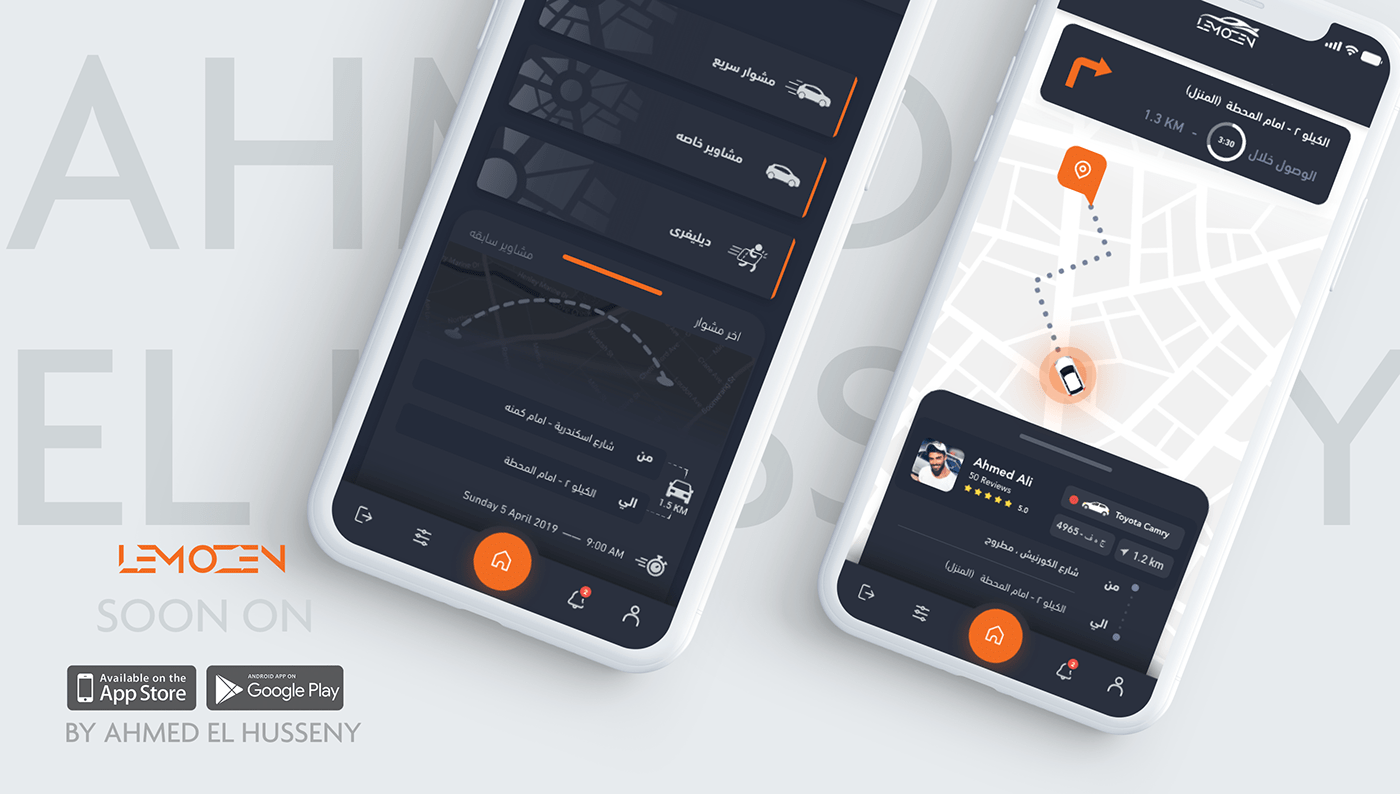 AHMED
EL HUSSENY
LEMOZEN
SOON ON
Available on the
App Store
ANDROID APP ON
Google Play
BY AHMED EL HUSSENY
مشوار سريع
مشاوير خاصه
ديليفرى
مشاوير سابقه
اخر مشوار
من
شارع اسكندرية - امام كمنه
الي
الكيلو ٢ - امام المحطة
1.5 KM
Sunday 5 April 2019
9:00 AM
2
LEMOZEN
الكيلو ٢ - امام المحطة (المنزل)
الوصول خلال 3:30 - 1.3 KM
Ahmed Ali
50 Reviews
5.0
Toyota Camry
ج ه ف - 4965
1.2 km
من
شارع الكورنيش . مطروح
الي
الكيلو ٢ - امام المحطة (المنزل)
2